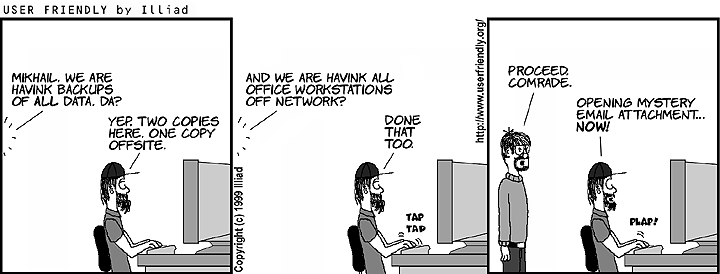 USER FRIENDLY by Illiad
MIKHAIL. WE ARE
HAVINK BACKUPS
OF ALL DATA. DA?
YEP. TWO COPIES
HERE. ONE COPY
OFFSITE.
Copyright (c) 1999 Illiad
AND WE ARE HAVINK ALL
OFFICE WORKSTATIONS
OFF NETWORK?
DONE
THAT
TOO.
TAP
TAP
http://www.userfriendly.org/
PROCEED.
COMRADE.
OPENING MYSTERY
EMAIL ATTACHMENT...
NOW!
PLAP!